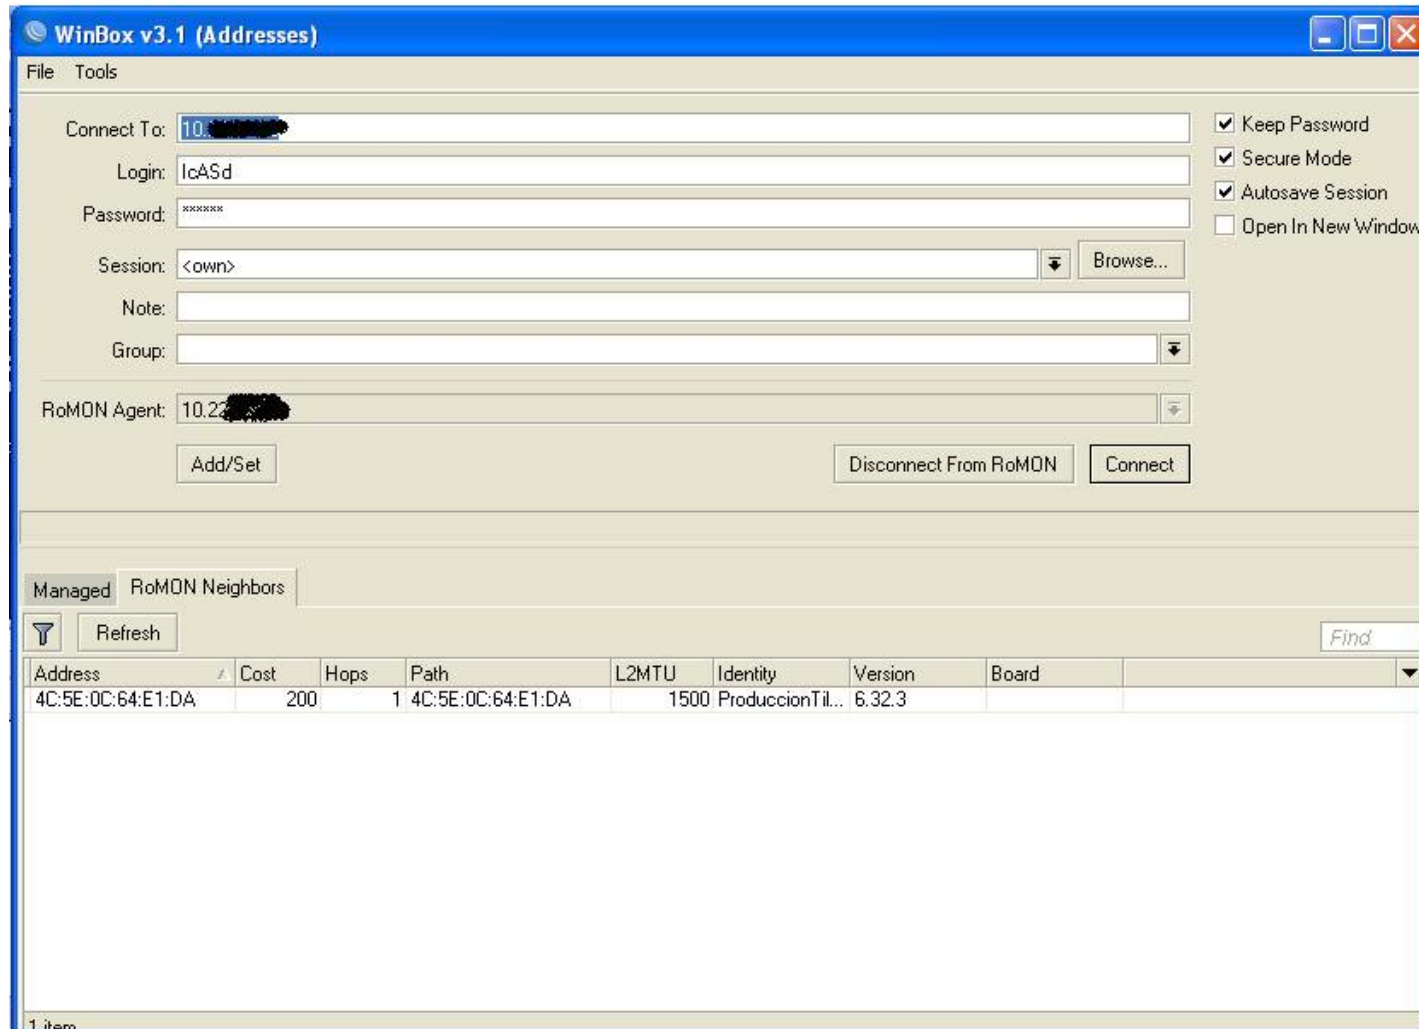 WinBox v3.1 (Addresses)
File Tools
Connect To: 10.
Keep Password
Login: IcASd
Secure Mode
Password: ******
Autosave Session
Open In New Window
Session: <own> Browse...
Note:
Group:
RoMON Agent: 10.22
Add/Set Disconnect From RoMON Connect
Managed RoMON Neighbors
Refresh Find
Address Cost Hops Path L2MTU Identity Version Board
4C:5E:0C:64:E1:DA 200 1 4C:5E:0C:64:E1:DA 1500 ProduccionTil... 6.32.3
1 item